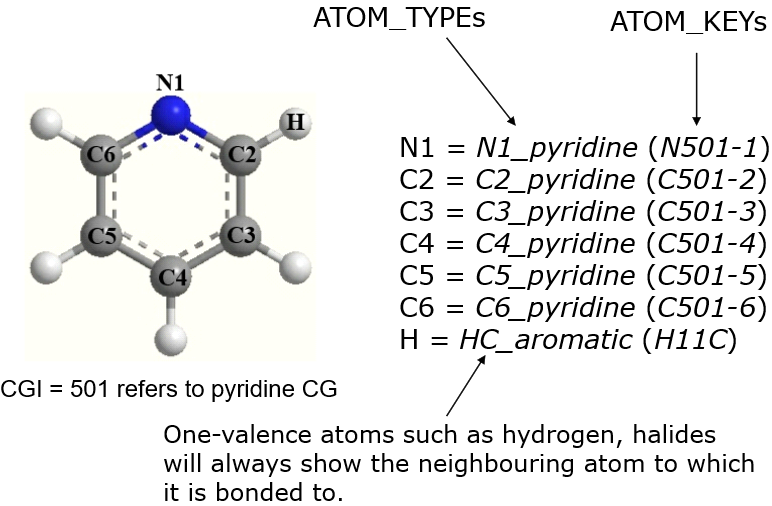 ATOM_TYPEs
ATOM_KEYs
N1
H
C6
C2
C5
C3
C4
N1 = N1_pyridine (N501-1)
C2 = C2_pyridine (C501-2)
C3 = C3_pyridine (C501-3)
C4 = C4_pyridine (C501-4)
C5 = C5_pyridine (C501-5)
C6 = C6_pyridine (C501-6)
H = HC_aromatic (H11C)
CGI = 501 refers to pyridine CG
One-valence atoms such as hydrogen, halides
will always show the neighbouring atom to which
it is bonded to.